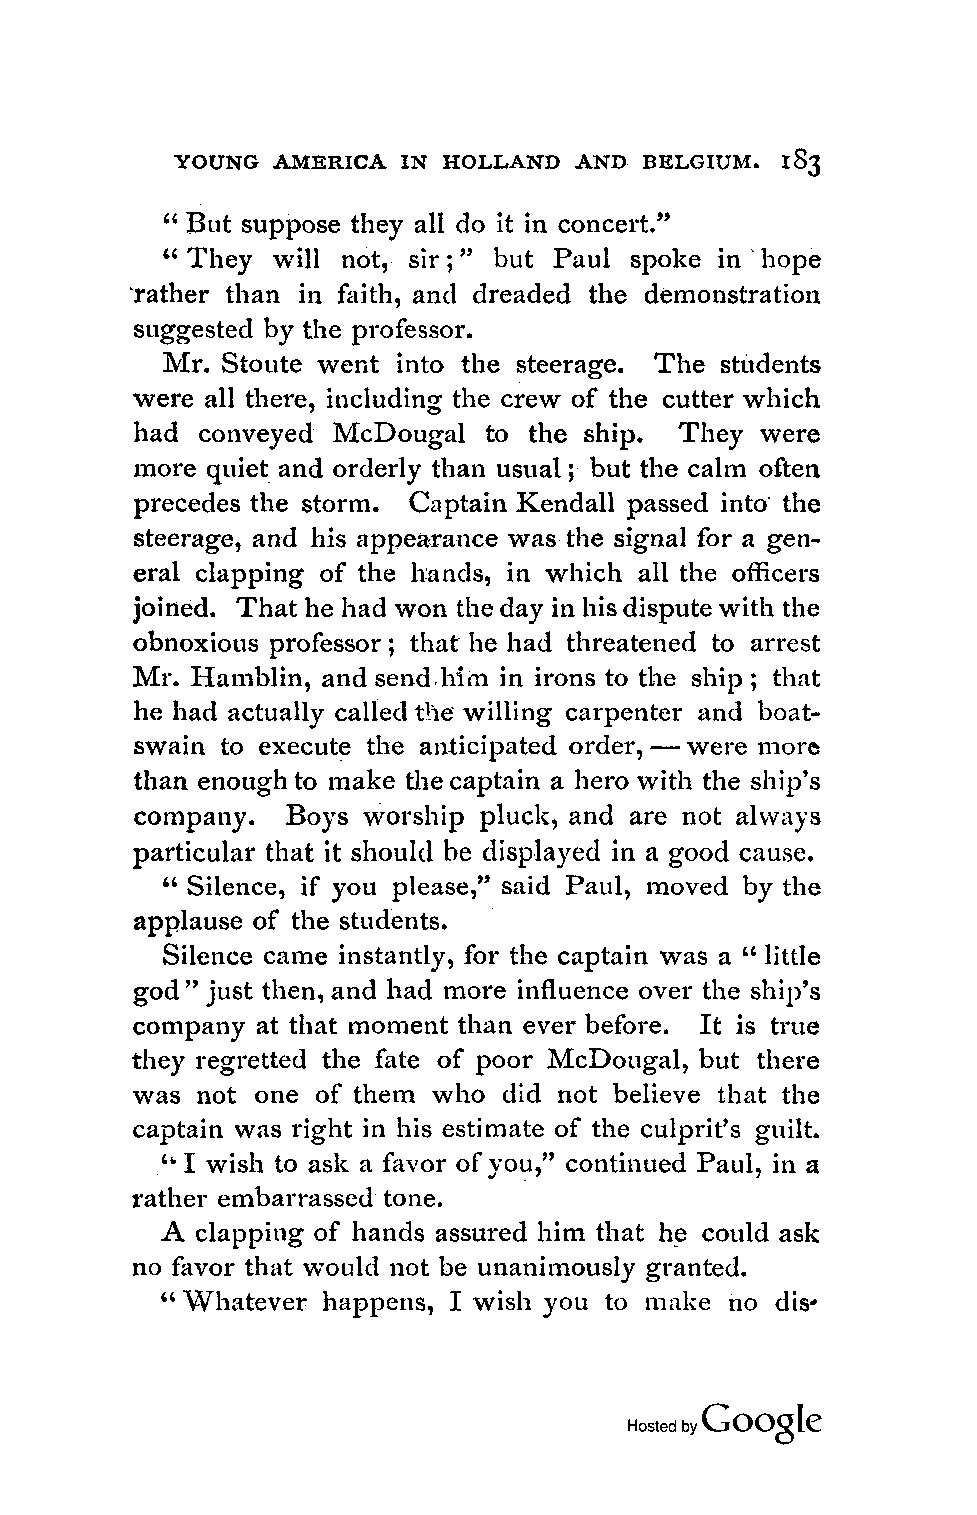 YOUNG AMERICA IN HOLLAND AND BELGIUM. 183
“ But suppose they all do it in concert.”
“ They will not, sir ; ” but Paul spoke in hope
rather than in faith, and dreaded the demonstration
suggested by the professor.
Mr. Stoute went into the steerage. The students
were all there, including the crew of the cutter which
had conveyed McDougal to the ship. They were
more quiet and orderly than usual ; but the calm often
precedes the storm. Captain Kendall passed into the
steerage, and his appearance was the signal for a gen-
eral clapping of the hands, in which all the officers
joined. That he had won the day in his dispute with the
obnoxious professor ; that he had threatened to arrest
Mr. Hamblin, and send him in irons to the ship ; that
he had actually called the willing carpenter and boat-
swain to execute the anticipated order, — were more
than enough to make the captain a hero with the ship’s
company. Boys worship pluck, and are not always
particular that it should be displayed in a good cause.
“ Silence, if you please,” said Paul, moved by the
applause of the students.
Silence came instantly, for the captain was a “ little
god ” just then, and had more influence over the ship’s
company at that moment than ever before. It is true
they regretted the fate of poor McDougal, but there
was not one of them who did not believe that the
captain was right in his estimate of the culprit’s guilt.
“ I wish to ask a favor of you,” continued Paul, in a
rather embarrassed tone.
A clapping of hands assured him that he could ask
no favor that would not be unanimously granted.
“ Whatever happens, I wish you to make no dis-
Hosted by Google